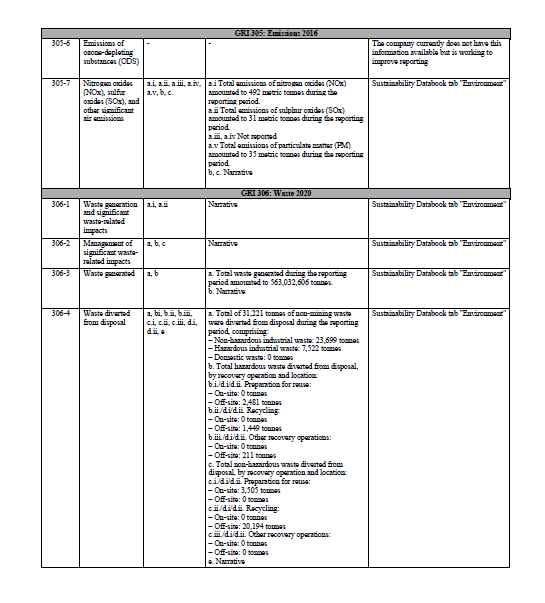 GRI 305: Emissions 2016
305-6 Emissions of ozone-depleting substances (ODS) - - The company currently does not have this information available but is working to improve reporting
305-7 Nitrogen oxides (NOx), sulfur oxides (SOx), and other significant air emissions
a.i, a.ii, a.iii, a.iv, a.v, b, c.
a.i Total emissions of nitrogen oxides (NOx)
amounted to 492 metric tonnes during the
reporting period.
a.ii Total emissions of sulphur oxides (SOx)
amounted to 31 metric tonnes during the reporting
period.
a.iii, a.iv Not reported
a.v Total emissions of particulate matter (PM)
amounted to 35 metric tonnes during the reporting
period.
b, c. Narrative
Sustainability Databook tab "Environment"
GRI 306: Waste 2020
306-1 Waste generation and significant waste-related impacts a.i, a.ii Narrative Sustainability Databook tab "Environment"
306-2 Management of significant waste-related impacts a, b, c Narrative Sustainability Databook tab "Environment"
306-3 Waste generated a, b
a. Total waste generated during the reporting
period amounted to 563,032,606 tonnes.
b. Narrative
Sustainability Databook tab "Environment"
306-4 Waste diverted from disposal
a, bi, b.ii, b.iii,
c.i, c.ii, c.iii, d.i,
d.ii, e
a. Total of 31,221 tonnes of non-mining waste
were diverted from disposal during the reporting
period, comprising:
– Non-hazardous industrial waste: 23,699 tonnes
– Hazardous industrial waste: 7,522 tonnes
– Domestic waste: 0 tonnes
b. Total hazardous waste diverted from disposal,
by recovery operation and location:
b.i./d.i/d.ii. Preparation for reuse:
– On-site: 0 tonnes
– Off-site: 2,481 tonnes
b.ii./d.i/d.ii. Recycling:
– On-site: 0 tonnes
– Off-site: 1,449 tonnes
b.iii./d.i/d.ii. Other recovery operations:
– On-site: 0 tonnes
– Off-site: 211 tonnes
c. Total non-hazardous waste diverted from
disposal, by recovery operation and location:
c.i./d.i/d.ii. Preparation for reuse:
– On-site: 3,505 tonnes
– Off-site: 0 tonnes
c.ii./d.i/d.ii. Recycling:
– On-site: 0 tonnes
– Off-site: 20,194 tonnes
c.iii./d.i/d.ii. Other recovery operations:
– On-site: 0 tonnes
– Off-site: 0 tonnes
e. Narrative
Sustainability Databook tab "Environment"